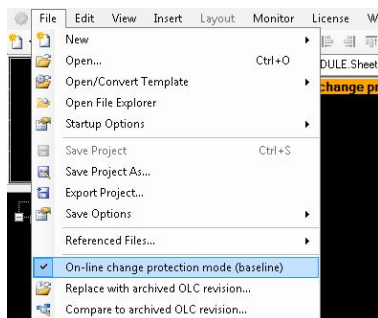 File Edit View Insert Layout Monitor License W
New
Open... Ctrl+O
DULE.Sheet
Open/Convert Template
change pr
Open File Explorer
Startup Options
Save Project Ctrl+S
Save Project As...
Export Project...
Save Options
Referenced Files...
On-line change protection mode (baseline)
Replace with archived OLC revision...
Compare to archived OLC revision...